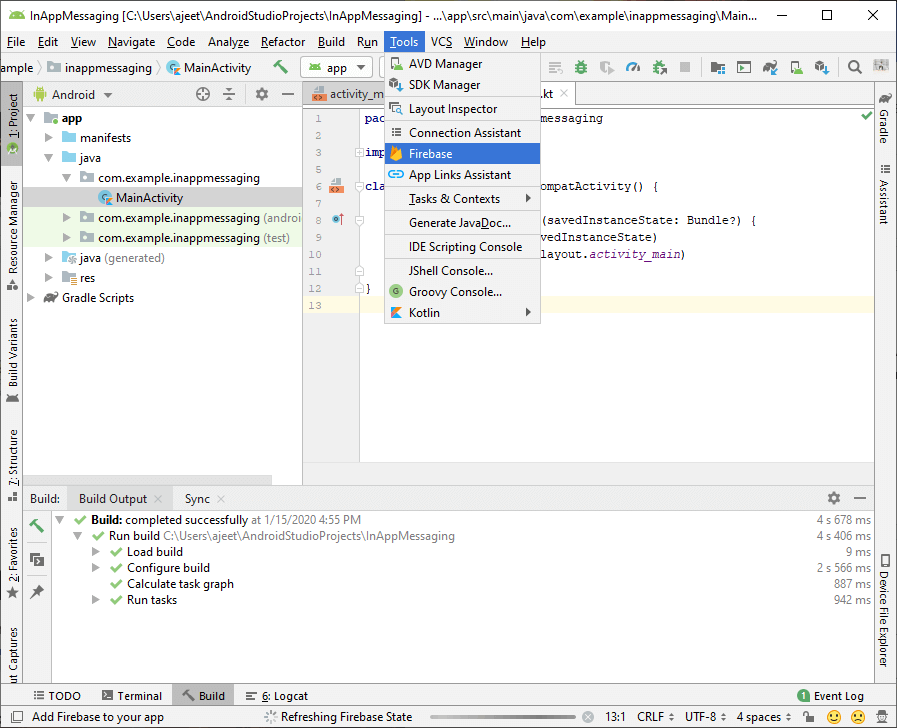 InAppMessaging [C:\Users\ajeet\AndroidStudioProjects\InAppMessaging] - ...\app\src\main\java\com\example\inappmessaging\Main...
File Edit View Navigate Code Analyze Refactor Build Run Tools VCS Window Help
ample inappmessaging MainActivity app
AVD Manager
SDK Manager
Layout Inspector
Connection Assistant
Firebase
App Links Assistant
Tasks & Contexts
Generate JavaDoc...
IDE Scripting Console
JShell Console...
Groovy Console...
Kotlin
1: Project
Resource Manager
Build Variants
Z: Structure
2: Favorites
ut Captures
Android
app
manifests
java
com.example.inappmessaging
MainActivity
com.example.inappmessaging (androi
com.example.inappmessaging (test)
java (generated)
res
Gradle Scripts
activity_m .kt
1 pac messaging
2
3 imp
5
6 cla ompatActivity() {
7
8 (savedInstanceState: Bundle?) {
9 vedInstanceState)
10 layout.activity_main)
11
12 }
13
Gradle
Assistant
Device File Explorer
Build: Build Output Sync
Build: completed successfully at 1/15/2020 4:55 PM 4 s 678 ms
Run build C:\Users\ajeet\AndroidStudioProjects\InAppMessaging 4 s 406 ms
Load build 9 ms
Configure build 2 s 566 ms
Calculate task graph 887 ms
Run tasks 942 ms
TODO Terminal Build 6: Logcat 1 Event Log
Add Firebase to your app Refreshing Firebase State 13:1 CRLF UTF-8 4 spaces